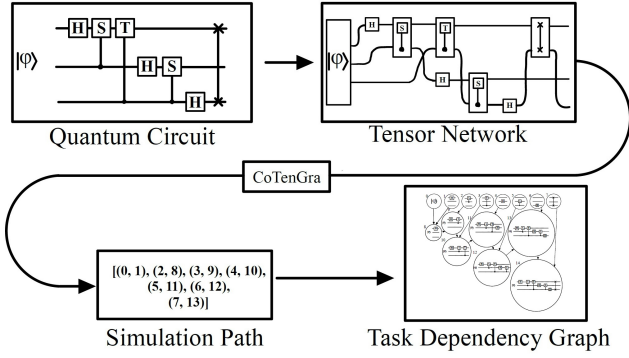 H S T
|φ⟩ H S
H
Quantum Circuit
H S T
|φ⟩ H S
H
Tensor Network
CoTenGra
[(0, 1), (2, 8), (3, 9), (4, 10),
(5, 11), (6, 12),
(7, 13)]
Simulation Path
Task Dependency Graph